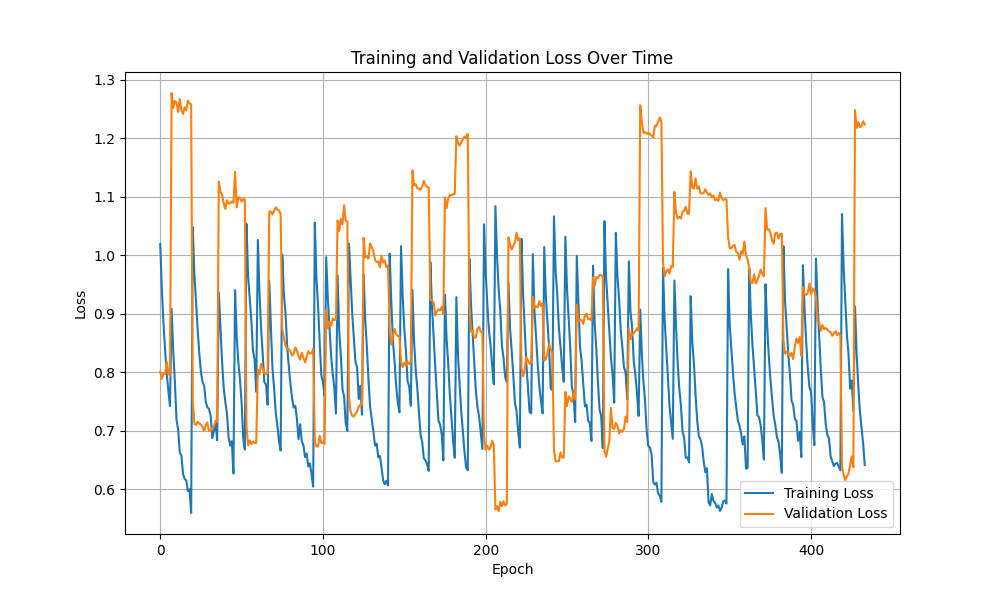 Training and Validation Loss Over Time
1.3
1.2
1.1
1.0
0.9
0.8
0.7
0.6
Loss
0
100
200
300
400
Epoch
Training Loss
Validation Loss